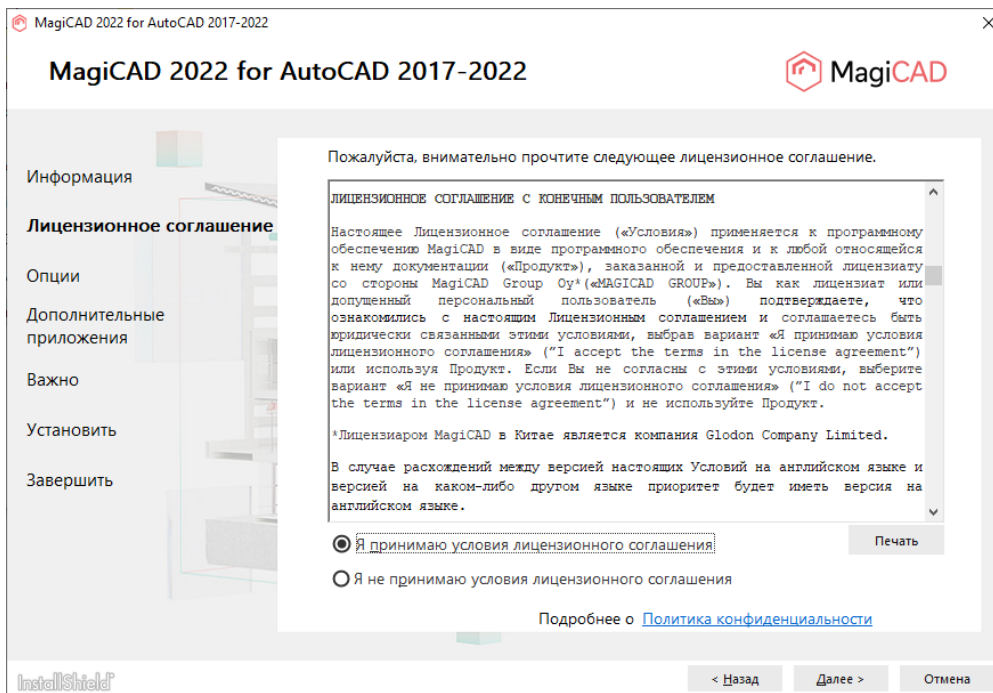 MagiCAD 2022 for AutoCAD 2017-2022
MagiCAD 2022 for AutoCAD 2017-2022
MagiCAD
Информация
Лицензионное соглашение
Опции
Дополнительные
приложения
Важно
Установить
Завершить
Пожалуйста, внимательно прочтите следующее лицензионное соглашение.
ЛИЦЕНЗИОННОЕ СОГЛАШЕНИЕ С КОНЕЧНЫМ ПОЛЬЗОВАТЕЛЕМ
Настоящее Лицензионное соглашение («Условия») применяется к программному
обеспечению MagiCAD в виде программного обеспечения и к любой относящейся
к нему документации («Продукт»), заказанной и предоставленной лицензиату
со стороны MagiCAD Group Oy*(«MAGICAD GROUP»). Вы как лицензиат или
допущенный персональный пользователь («Вы») подтверждаете, что
ознакомились с настоящим Лицензионным соглашением и соглашаетесь быть
юридически связанными этими условиями, выбрав вариант «Я принимаю условия
лицензионного соглашения» (”I accept the terms in the license agreement”)
или используя Продукт. Если Вы не согласны с этими условиями, выберите
вариант «Я не принимаю условия лицензионного соглашения» (”I do not accept
the terms in the license agreement”) и не используйте Продукт.
*Лицензиаром MagiCAD в Китае является компания Glodon Company Limited.
В случае расхождений между версией настоящих Условий на английском языке и
версией на каком-либо другом языке приоритет будет иметь версия на
английском языке.
Я принимаю условия лицензионного соглашения
Печать
Я не принимаю условия лицензионного соглашения
Подробнее о Политика конфиденциальности
InstallShield
< Назад
Далее >
Отмена